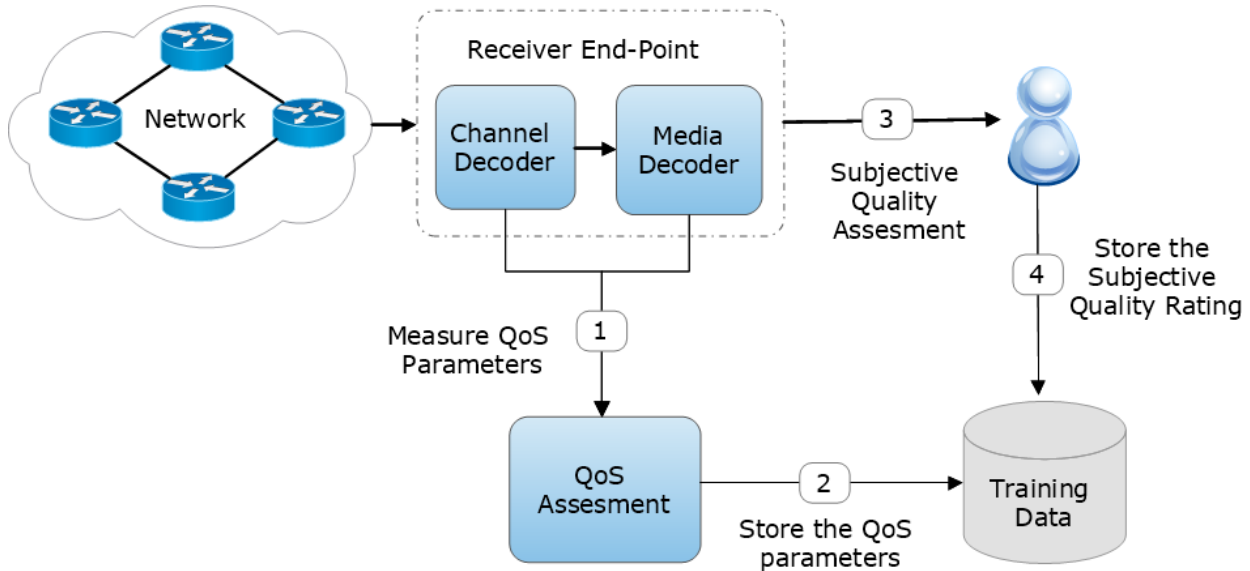 Receiver End-Point
Network
Channel
Decoder
Media
Decoder
3
Subjective
Quality
Assesment
4
Store the
Subjective
Quality Rating
1
Measure QoS
Parameters
QoS
Assesment
2
Store the QoS
parameters
Training
Data